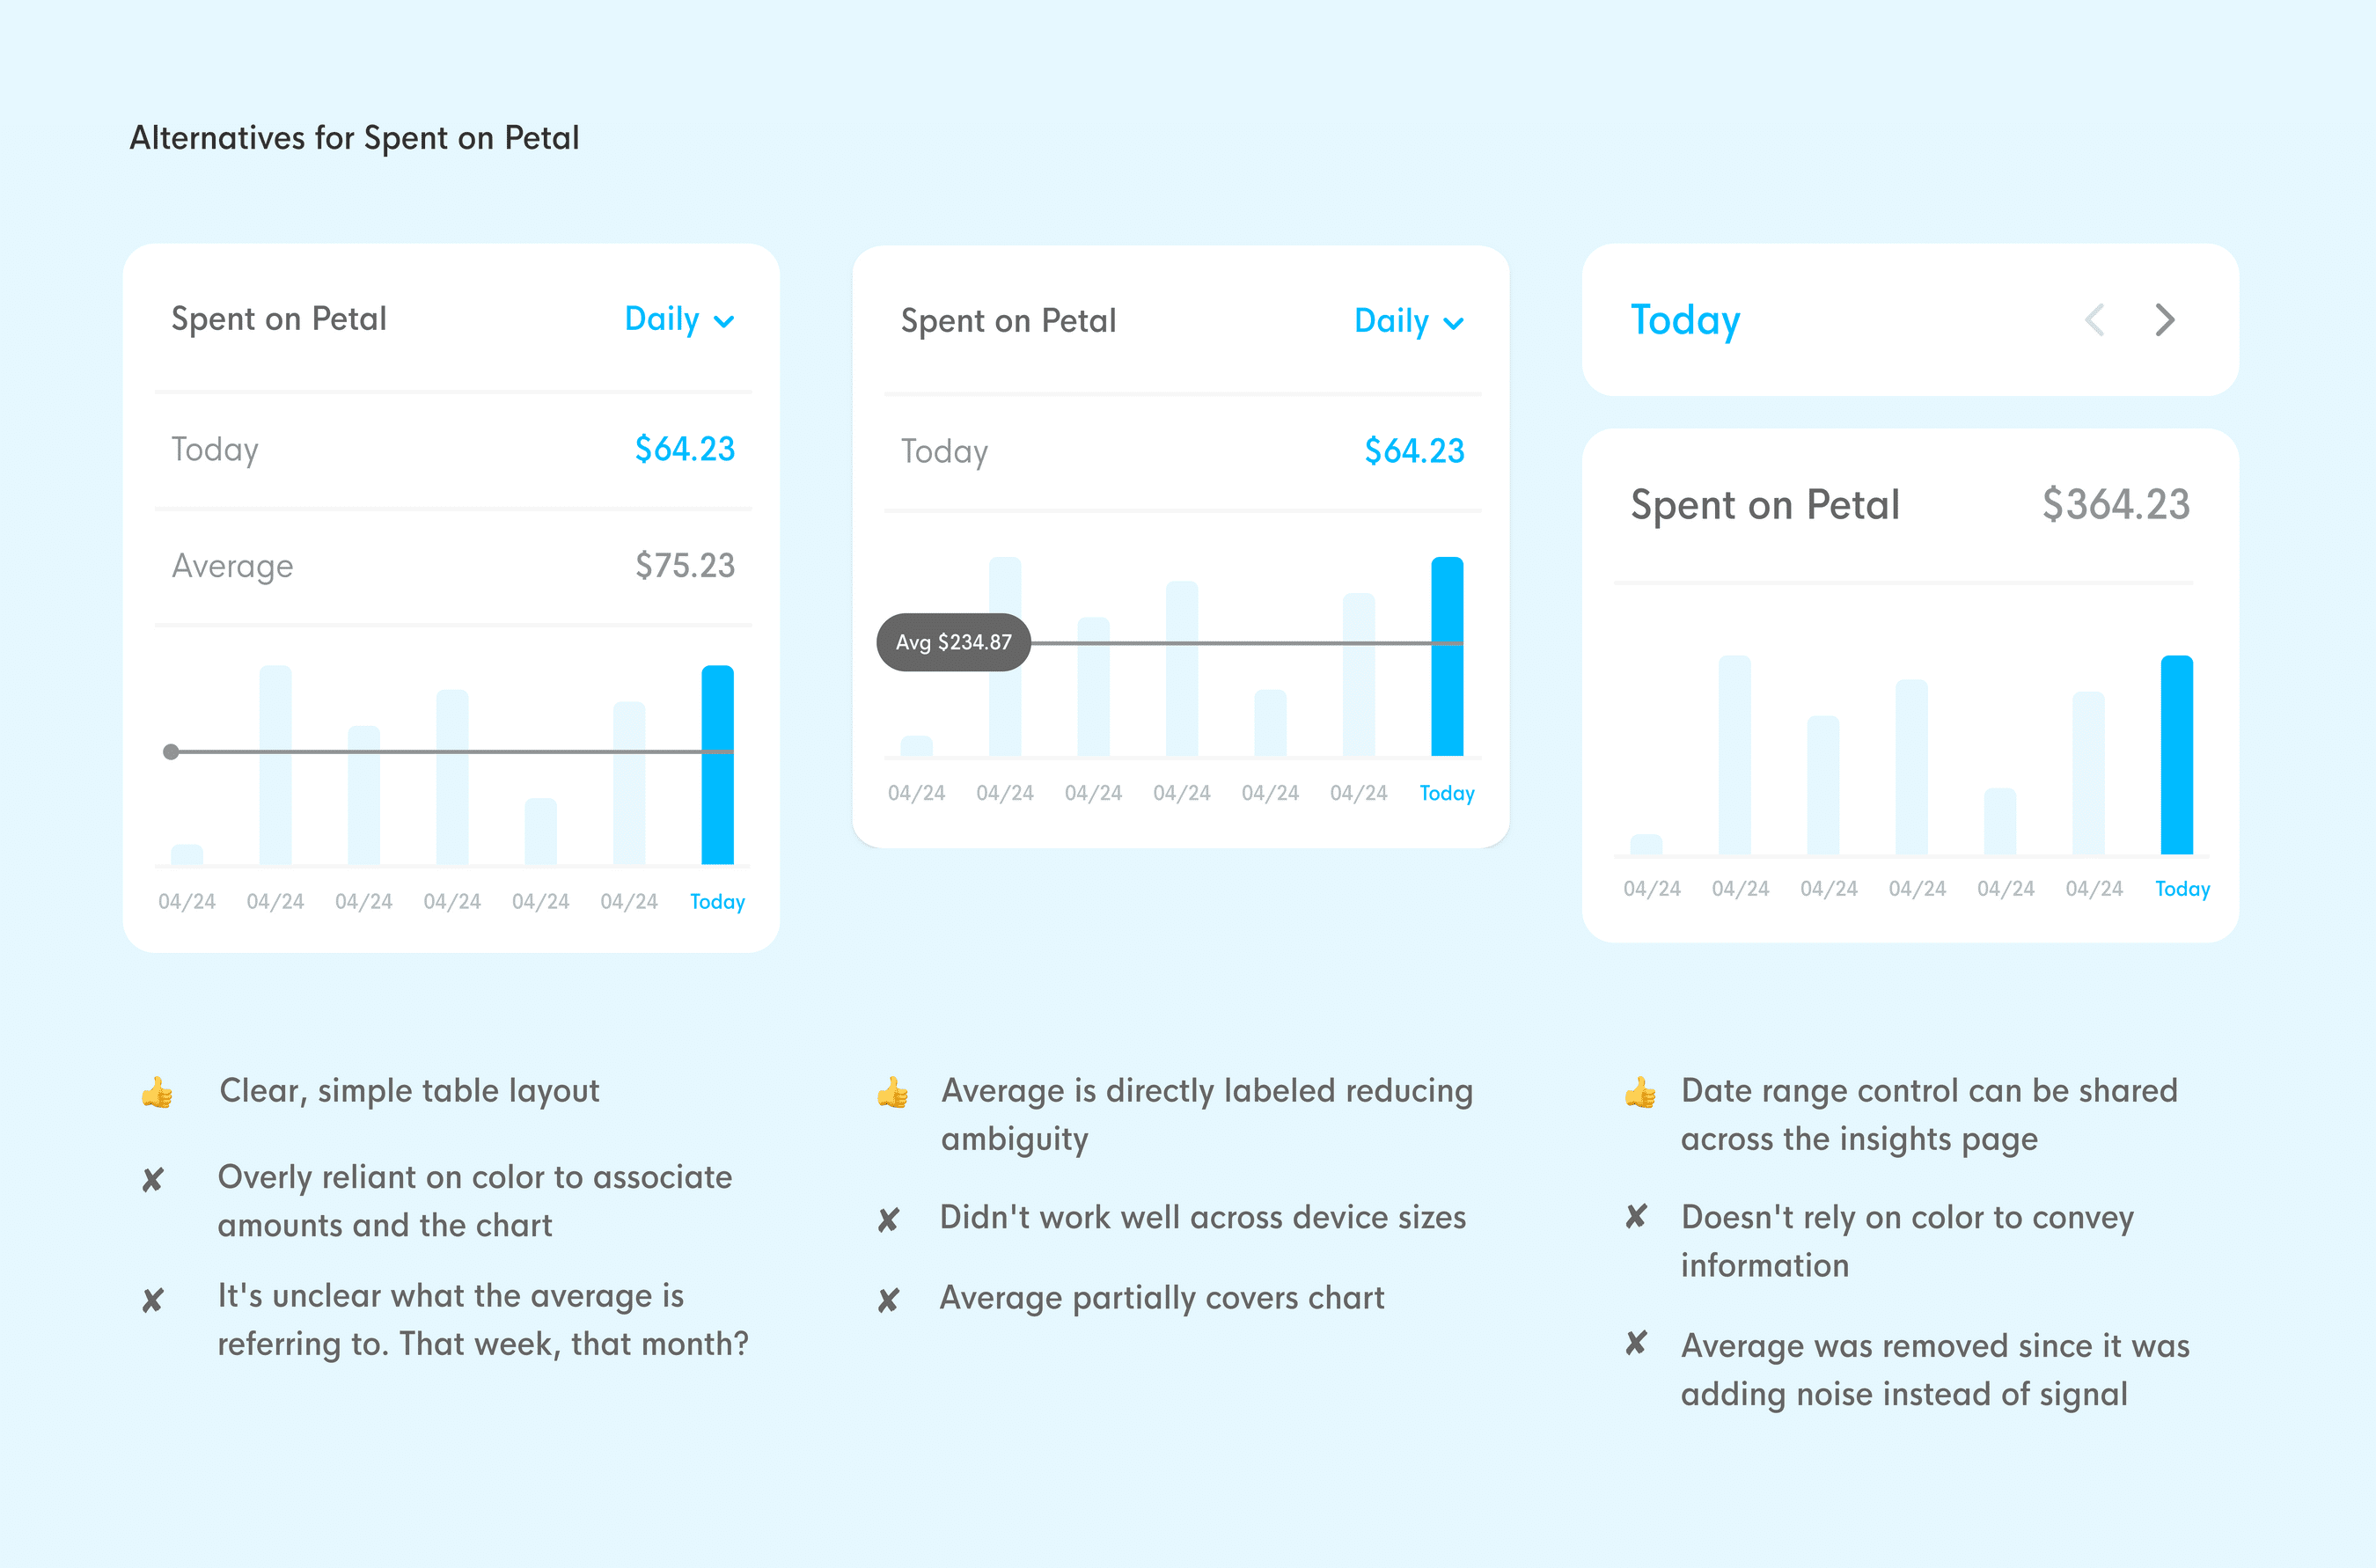 Alternatives for Spent on Petal
Spent on Petal
Daily
Today
$64.23
Average
$75.23
04/24 04/24 04/24 04/24 04/24 04/24 Today
👍 Clear, simple table layout
✘ Overly reliant on color to associate
amounts and the chart
✘ It's unclear what the average is
referring to. That week, that month?
Spent on Petal
Daily
Today
$64.23
Avg $234.87
04/24 04/24 04/24 04/24 04/24 04/24 Today
👍 Average is directly labeled reducing
ambiguity
✘ Didn't work well across device sizes
✘ Average partially covers chart
Today
Spent on Petal
$364.23
04/24 04/24 04/24 04/24 04/24 04/24 Today
👍 Date range control can be shared
across the insights page
✘ Doesn't rely on color to convey
information
✘ Average was removed since it was
adding noise instead of signal